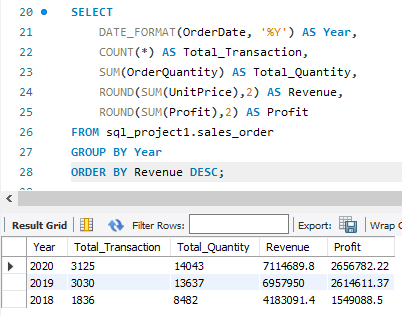 20 SELECT
21 DATE_FORMAT(OrderDate, '%Y') AS Year,
22 COUNT(*) AS Total_Transaction,
23 SUM(OrderQuantity) AS Total_Quantity,
24 ROUND(SUM(UnitPrice),2) AS Revenue,
25 ROUND(SUM(Profit),2) AS Profit
26 FROM sql_project1.sales_order
27 GROUP BY Year
28 ORDER BY Revenue DESC;
Result Grid Filter Rows: Export: Wrap C
Year Total_Transaction Total_Quantity Revenue Profit
2020 3125 14043 7114689.8 2656782.22
2019 3030 13637 6957950 2614611.37
2018 1836 8482 4183091.4 1549088.5